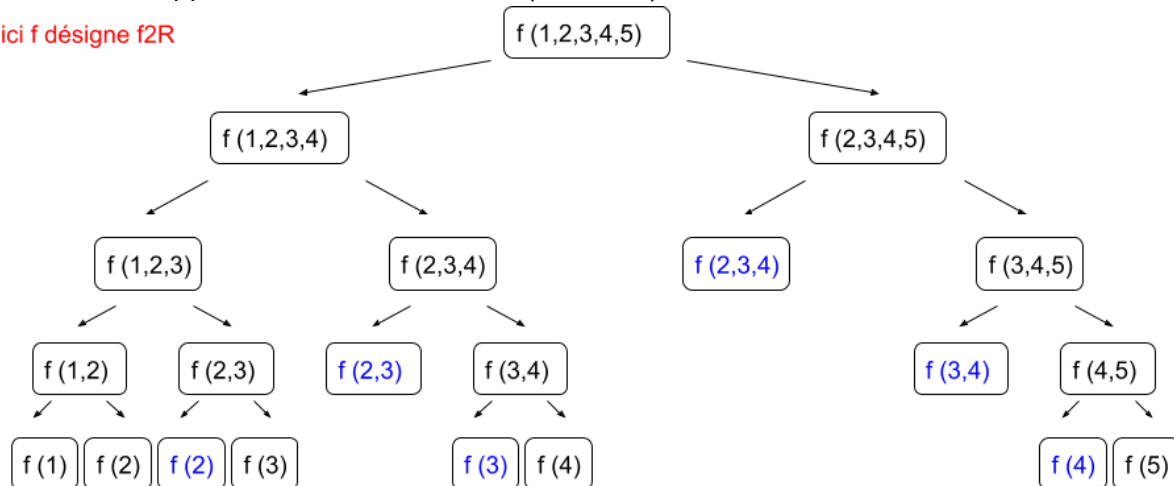 ici f désigne f2R
f (1,2,3,4,5)
f (1,2,3,4)
f (2,3,4,5)
f (1,2,3)
f (2,3,4)
f (2,3,4)
f (3,4,5)
f (1,2)
f (2,3)
f (2,3)
f (3,4)
f (3,4)
f (4,5)
f (1)
f (2)
f (2)
f (3)
f (3)
f (4)
f (4)
f (5)